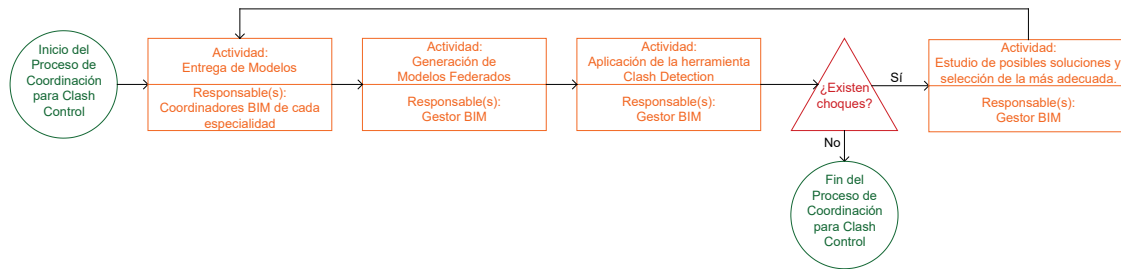 Inicio del
Proceso de
Coordinación
para Clash
Control
Actividad:
Entrega de Modelos
Responsable(s):
Coordinadores BIM de cada
especialidad
Actividad:
Generación de
Modelos Federados
Responsable(s):
Gestor BIM
Actividad:
Aplicación de la herramienta
Clash Detection
Responsable(s):
Gestor BIM
¿Existen
choques?
Sí
No
Actividad:
Estudio de posibles soluciones y
selección de la más adecuada.
Responsable(s):
Gestor BIM
Fin del
Proceso de
Coordinación
para Clash
Control